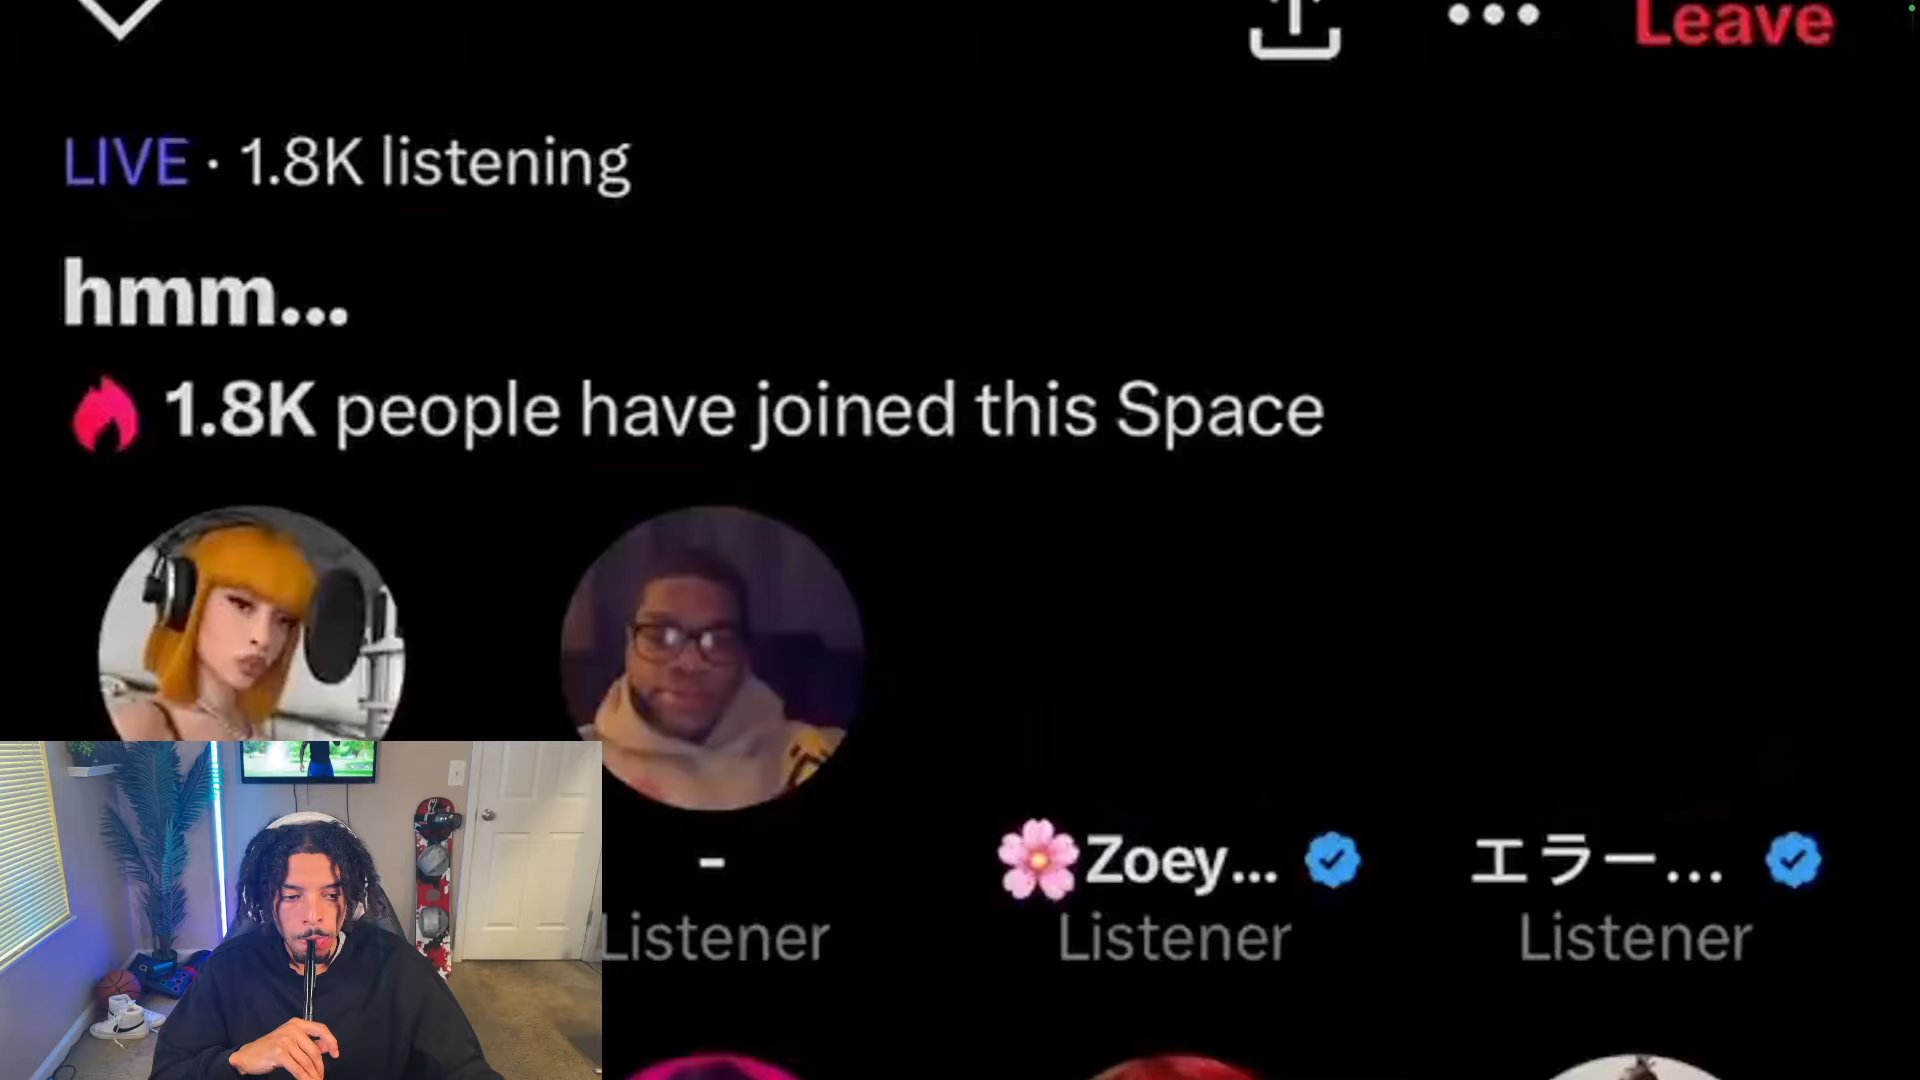 Leave
LIVE · 1.8K listening
hmm...
1.8K people have joined this Space
-
🌸Zoey...
エラー...
Listener
Listener
Listener